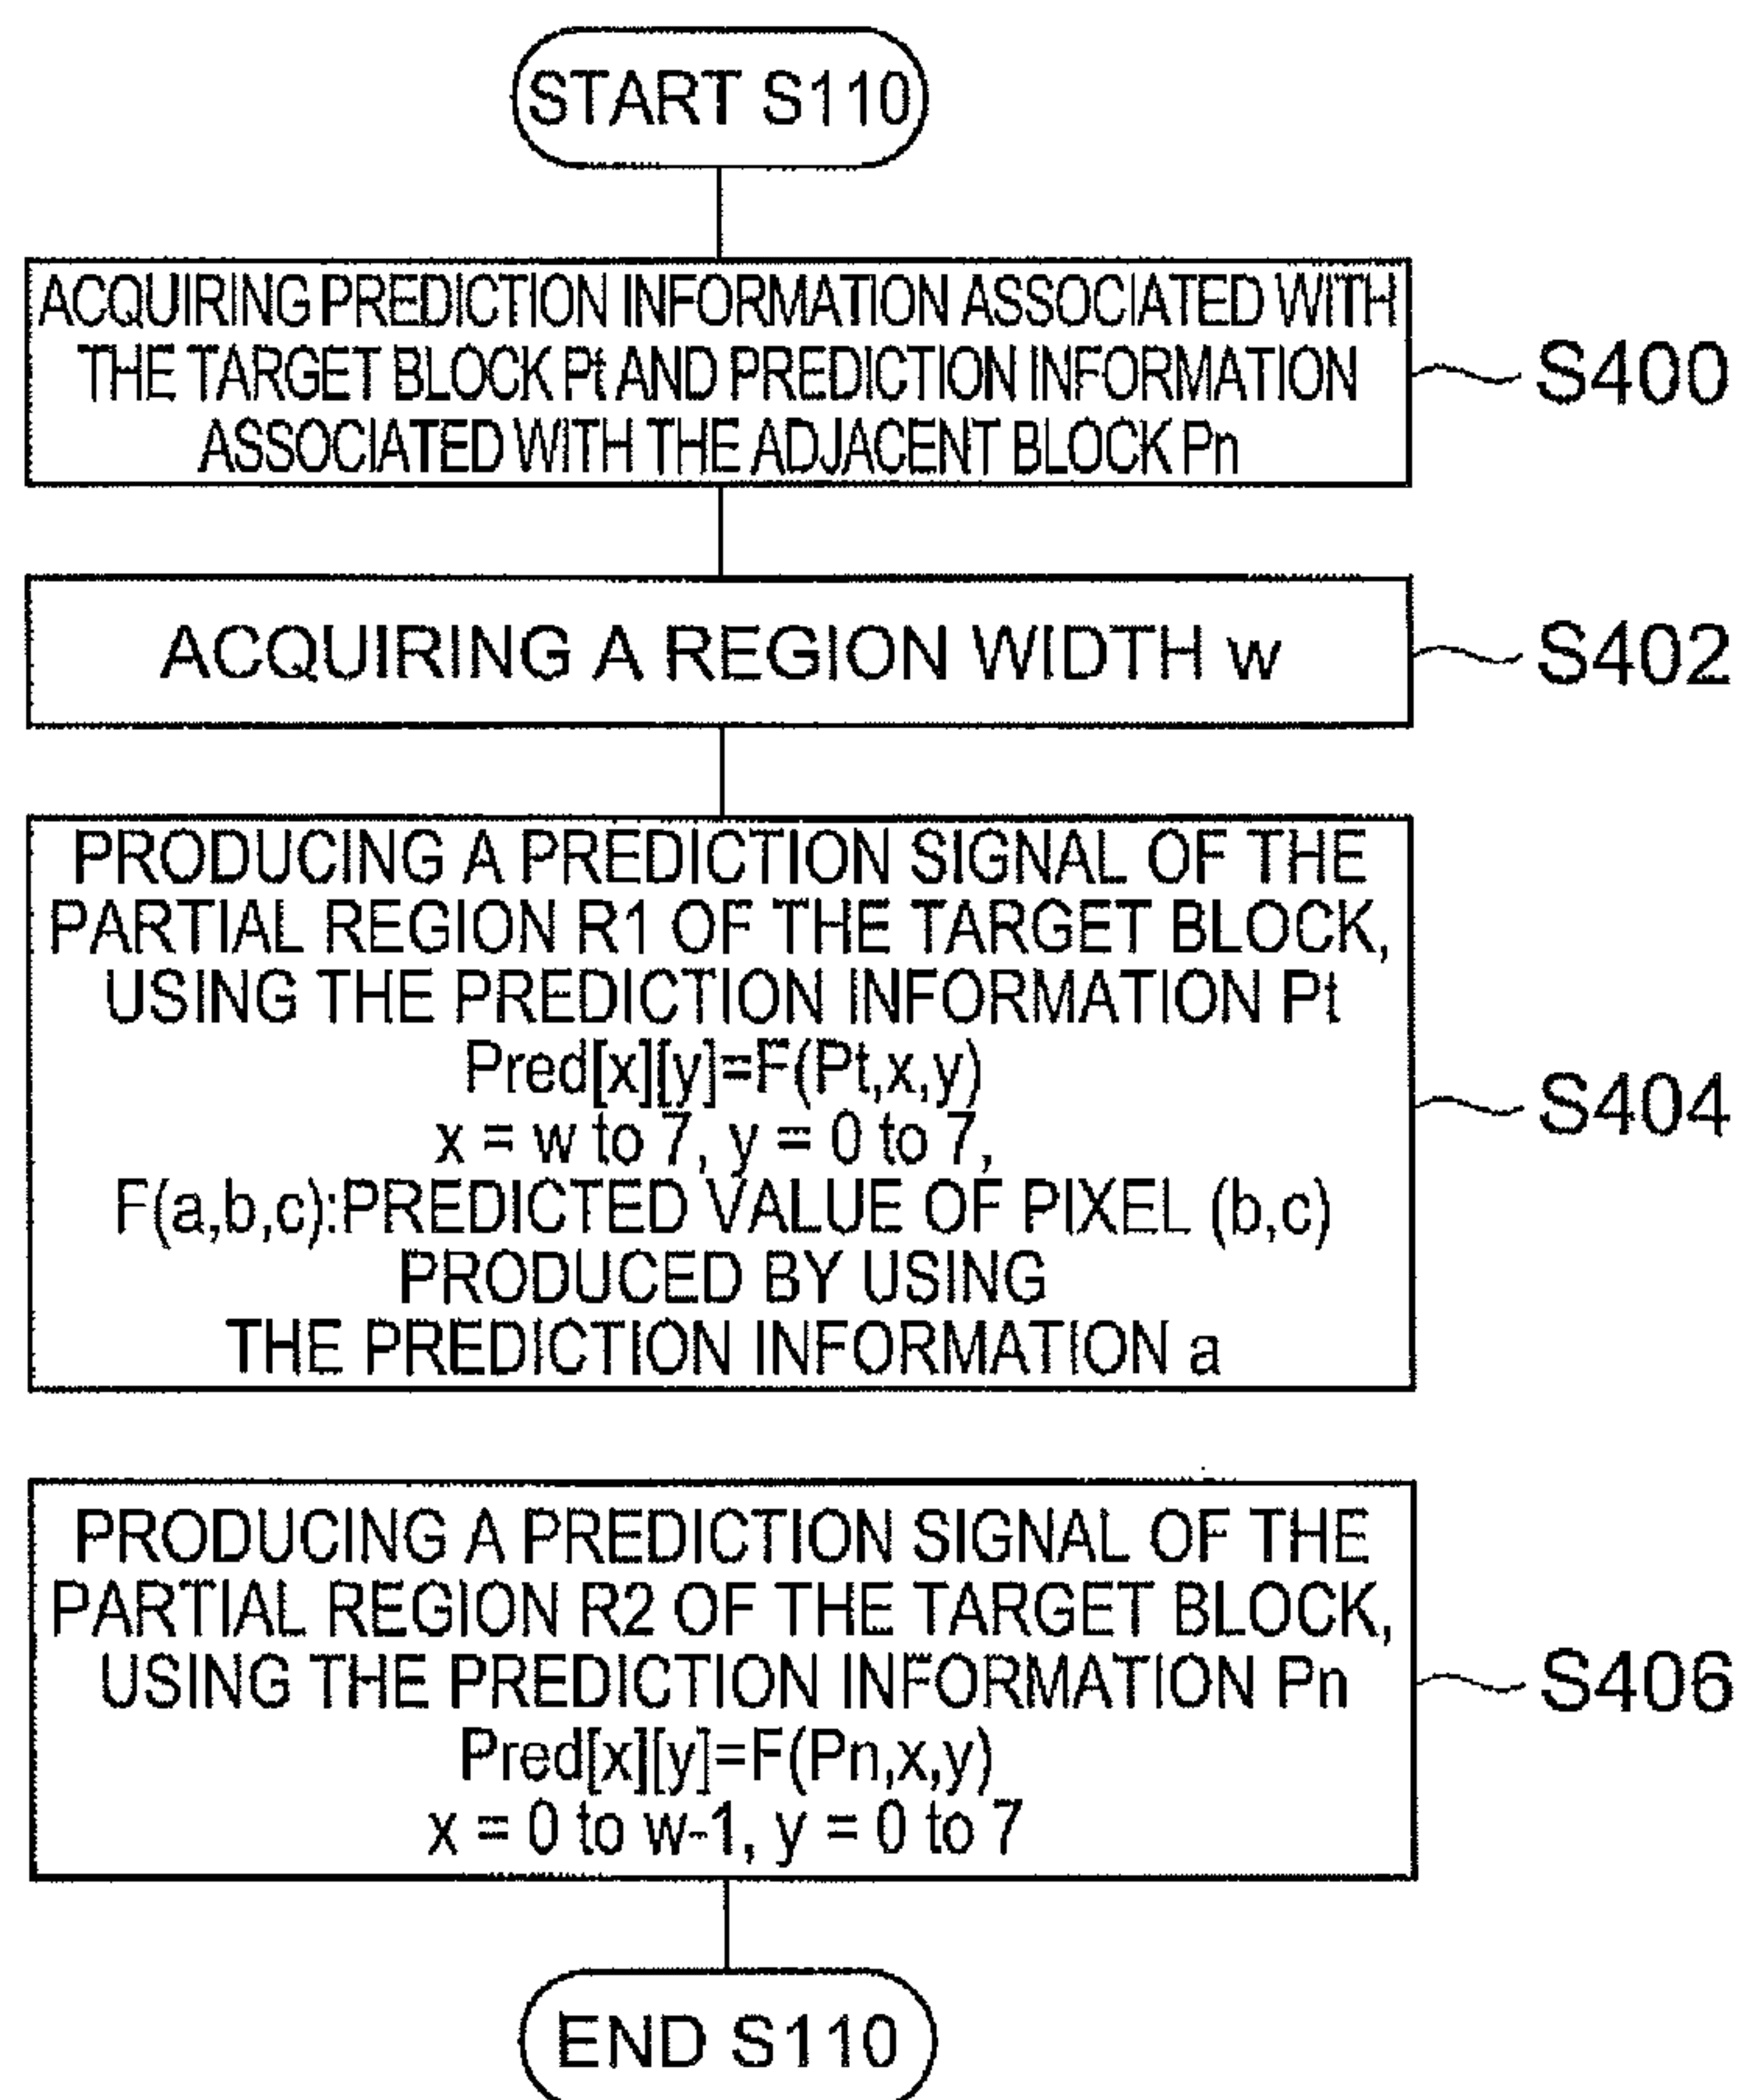 START S110
ACQUIRING PREDICTION INFORMATION ASSOCIATED WITH
THE TARGET BLOCK Pt AND PREDICTION INFORMATION
ASSOCIATED WITH THE ADJACENT BLOCK Pn
S400
ACQUIRING A REGION WIDTH w
S402
PRODUCING A PREDICTION SIGNAL OF THE
PARTIAL REGION R1 OF THE TARGET BLOCK,
USING THE PREDICTION INFORMATION Pt
Pred[x][y]=F(Pt,x,y)
x = w to 7, y = 0 to 7,
F(a,b,c):PREDICTED VALUE OF PIXEL (b,c)
PRODUCED BY USING
THE PREDICTION INFORMATION a
S404
PRODUCING A PREDICTION SIGNAL OF THE
PARTIAL REGION R2 OF THE TARGET BLOCK,
USING THE PREDICTION INFORMATION Pn
Pred[x][y]=F(Pn,x,y)
x = 0 to w-1, y = 0 to 7
S406
END S110